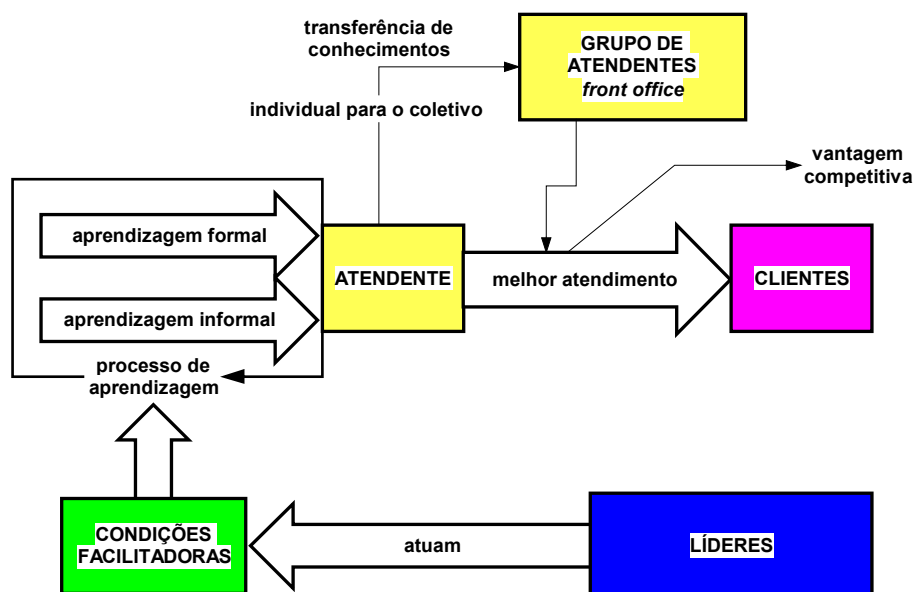 transferência de
conhecimentos
GRUPO DE
ATENDENTES
front office
individual para o coletivo
vantagem
competitiva
aprendizagem formal
ATENDENTE
melhor atendimento
CLIENTES
aprendizagem informal
processo de
aprendizagem
CONDIÇÕES
FACILITADORAS
atuam
LÍDERES